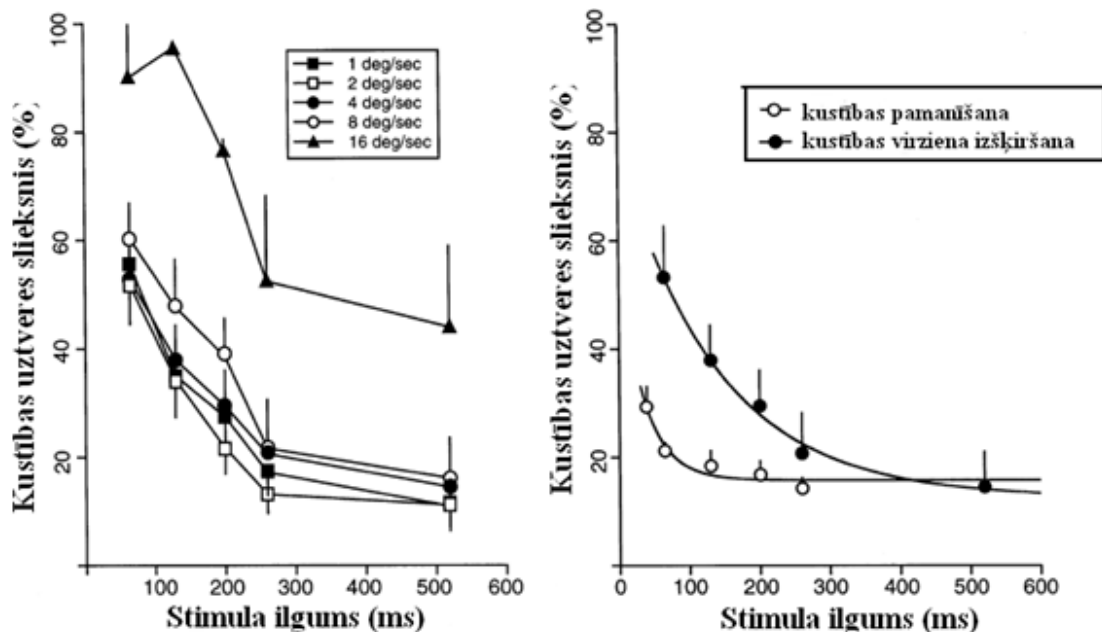 Kustības uztveres slieksnis (%)
100
80
60
40
20
1 deg/sec
2 deg/sec
4 deg/sec
8 deg/sec
16 deg/sec
100 200 300 400 500 600
Stimula ilgums (ms)
Kustības uztveres slieksnis (%)
100
80
60
40
20
kustības pamanīšana
kustības virziena izšķiršana
0 100 200 300 400 500 600
Stimula ilgums (ms)